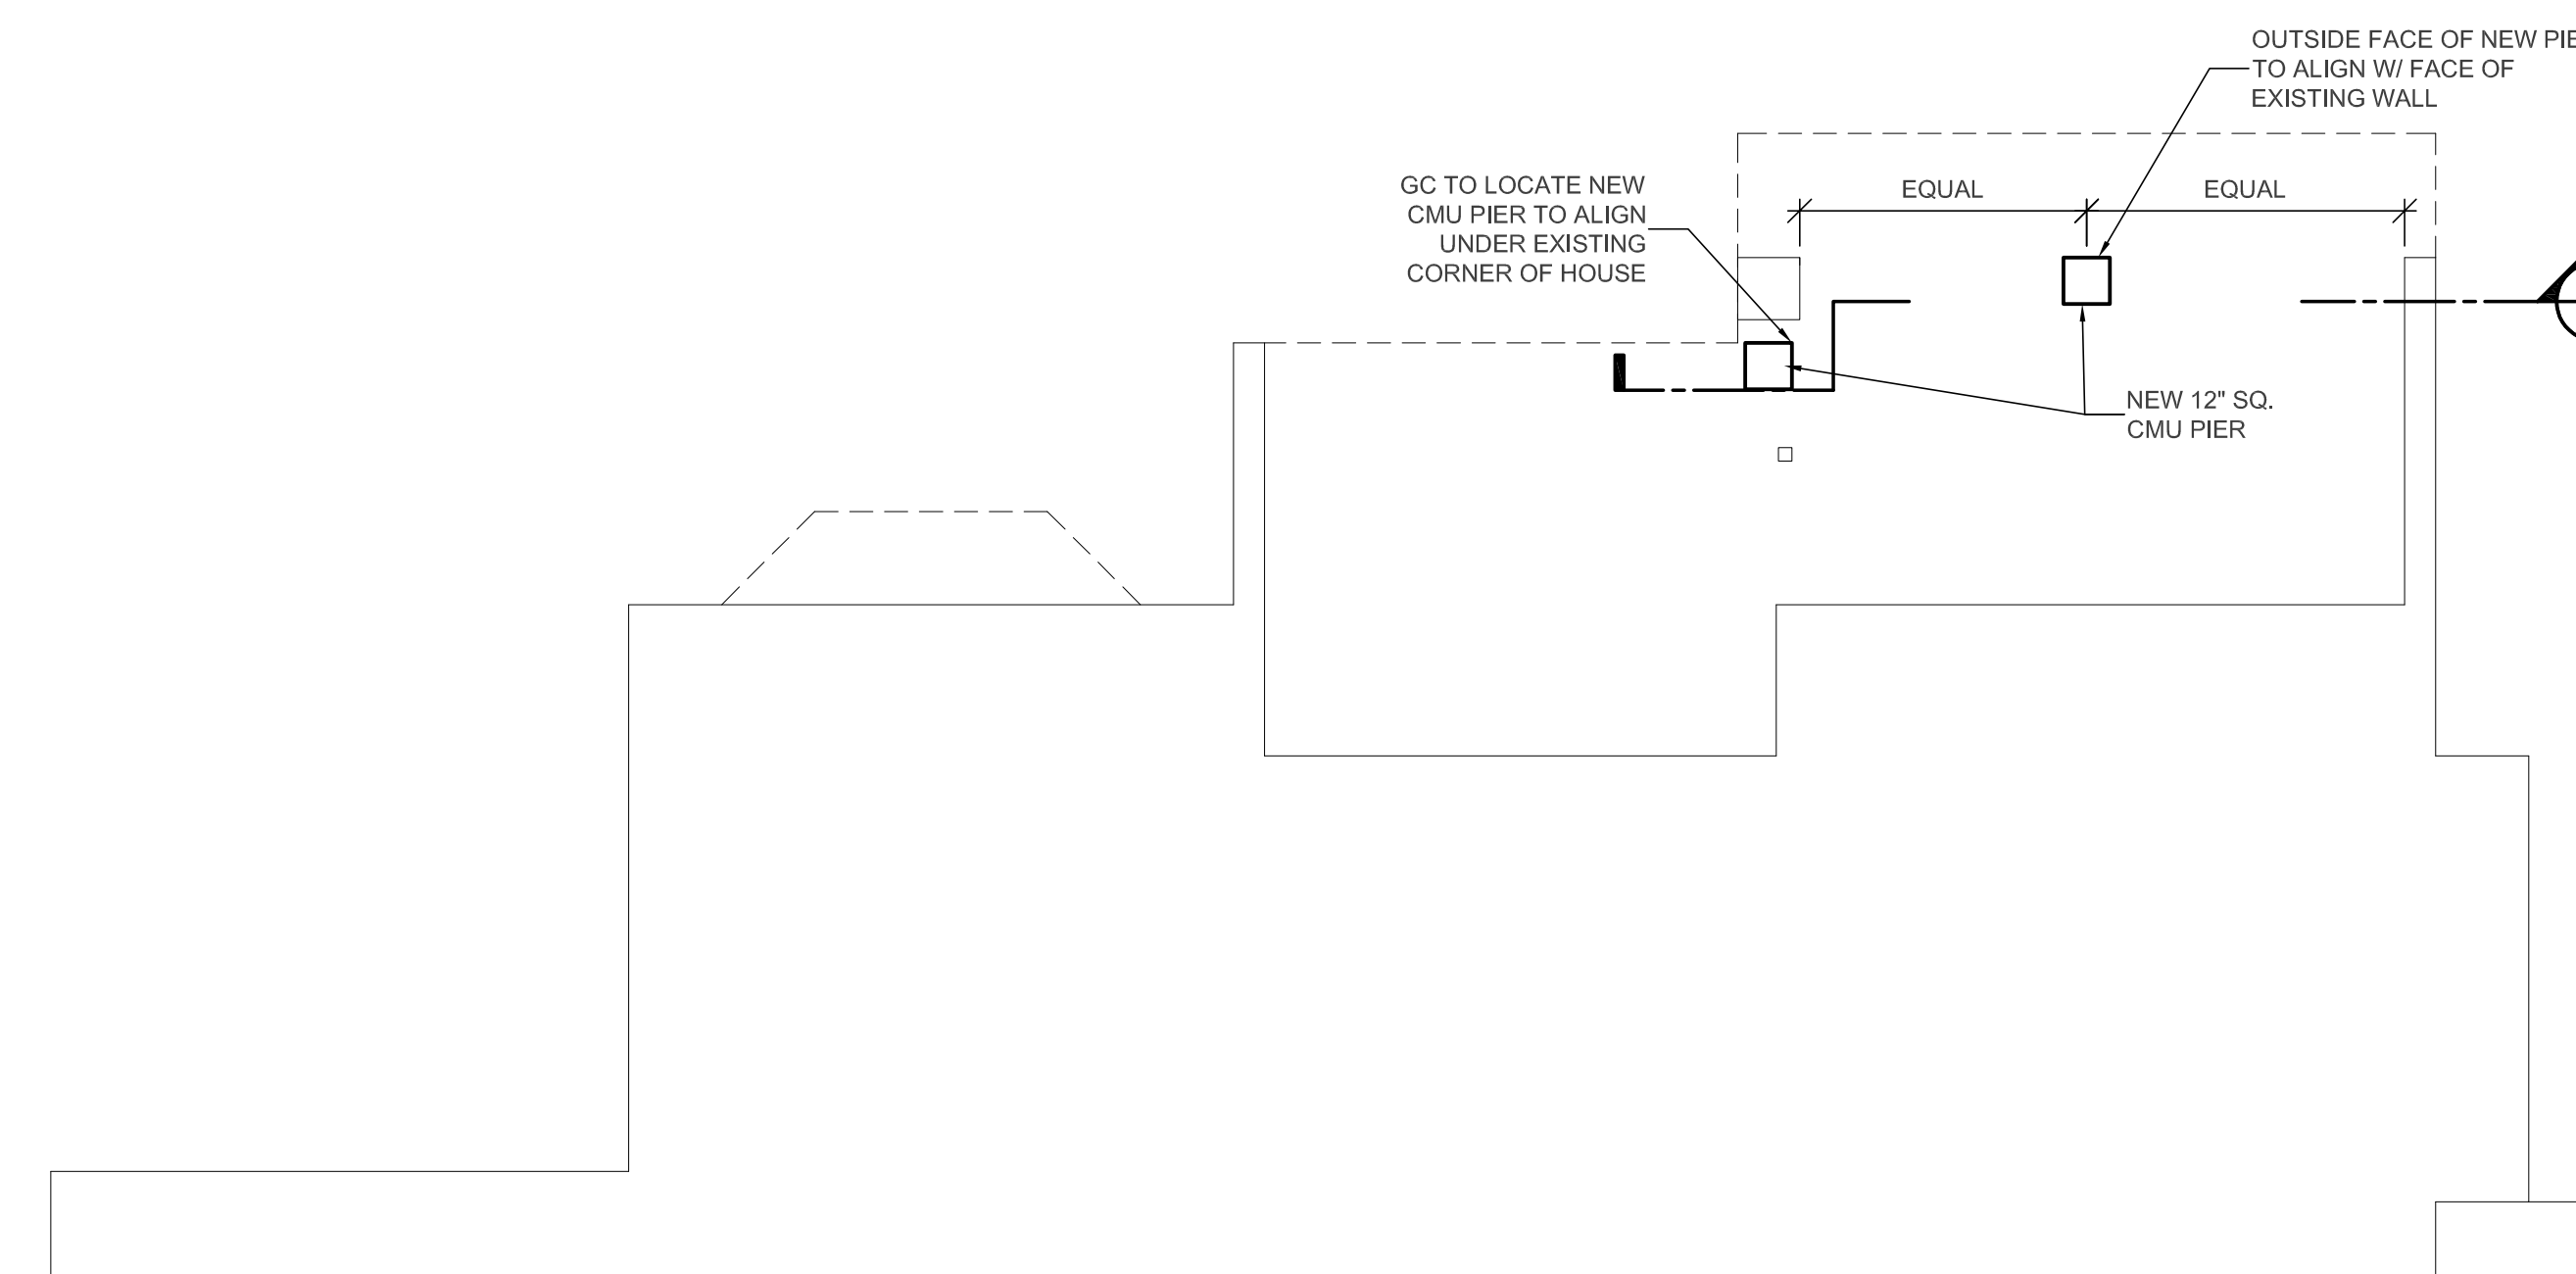 OUTSIDE FACE OF NEW
TO ALIGN W/ FACE OF
EXISTING WALL
GC TO LOCATE NEW
CMU PIER TO ALIGN
UNDER EXISTING
CORNER OF HOUSE
EQUAL
EQUAL
NEW 12" SQ.
CMU PIER